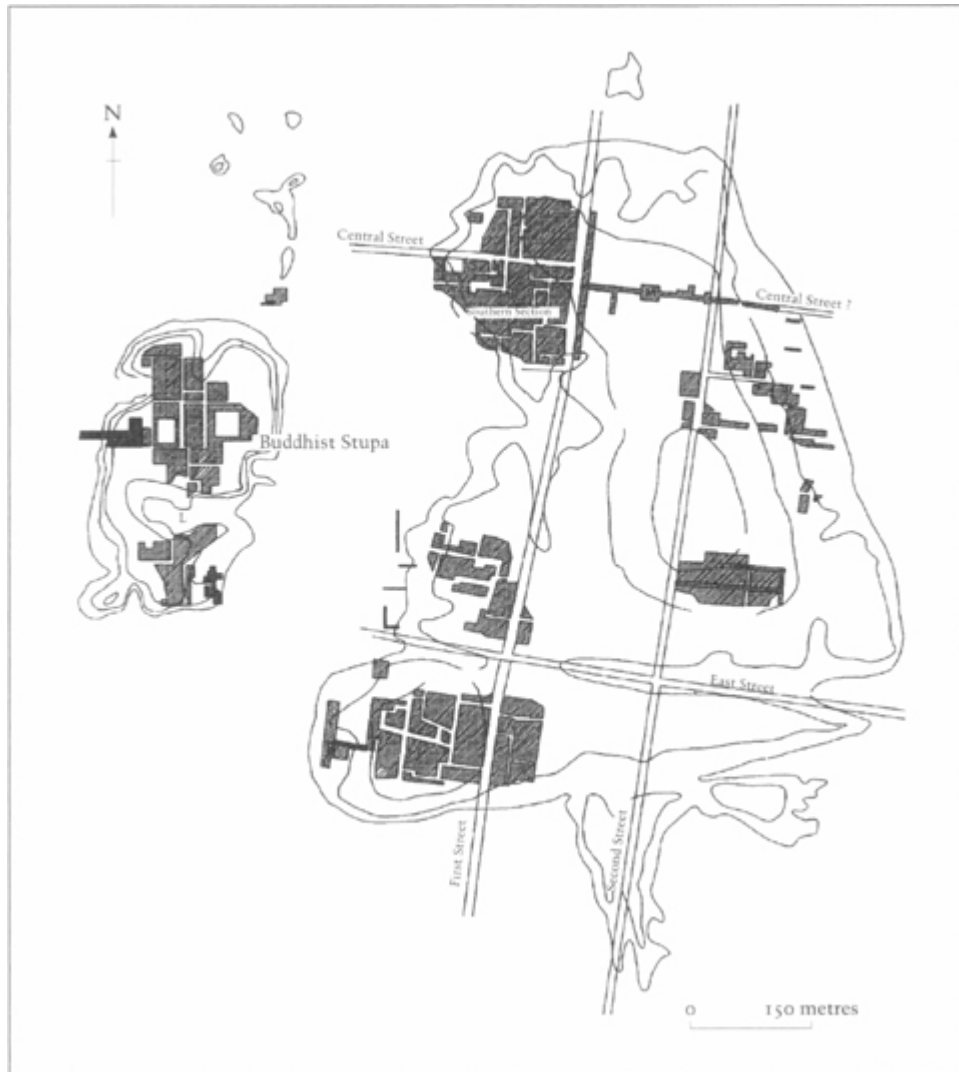 N
Central Street
Central Street ?
Southern Section
Buddhist Stupa
L
East Street
First Street
Second Street
0 150 metres